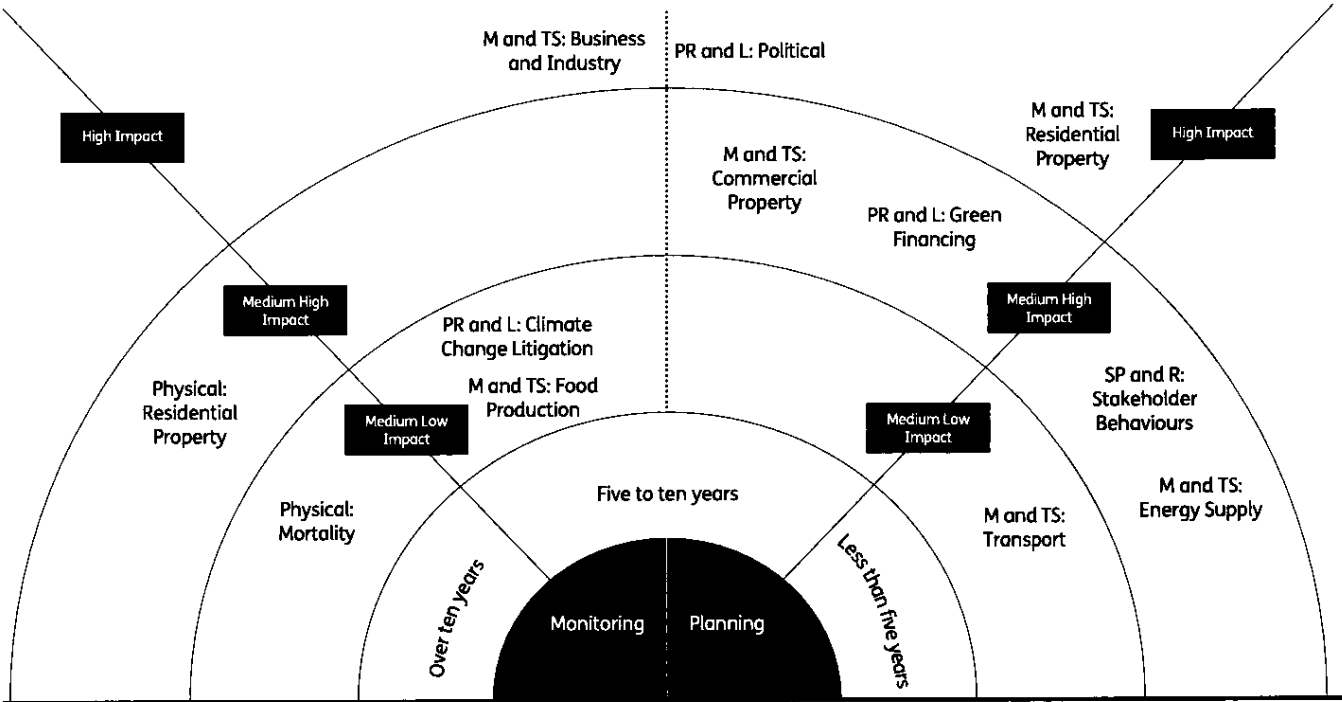 M and TS: Business
and Industry
PR and L: Political
High Impact
M and TS:
Residential
Property
High Impact
M and TS:
Commercial
Property
PR and L: Green
Financing
Medium High
Impact
Medium High
Impact
PR and L: Climate
Change Litigation
Physical:
Residential
Property
M and TS: Food
Production
SP and R:
Stakeholder
Behaviours
Medium Low
Impact
Medium Low
Impact
Physical:
Mortality
Five to ten years
M and TS:
Transport
M and TS:
Energy Supply
Over ten years
Less than five years
Monitoring
Planning